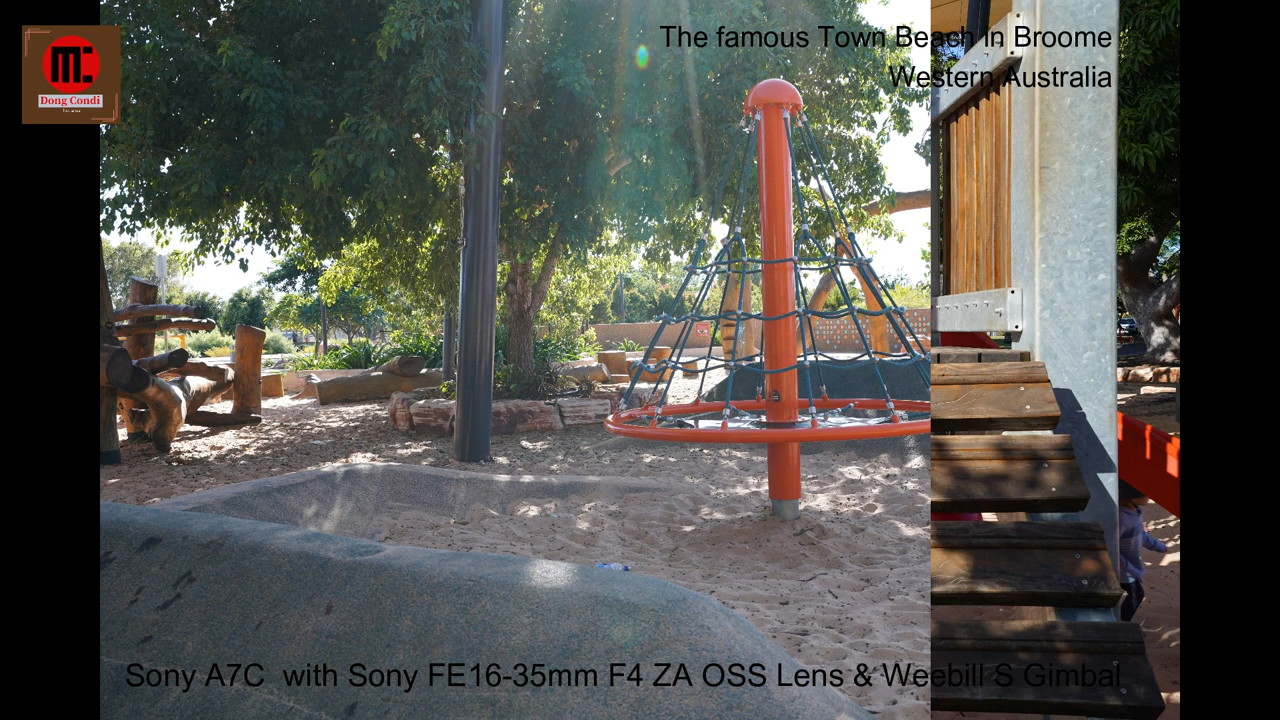 The famous Town Beach in Broome
Western Australia
Dong Condi
Sony A7C  with Sony FE16-35mm F4 ZA OSS Lens & Weebill S Gimbal